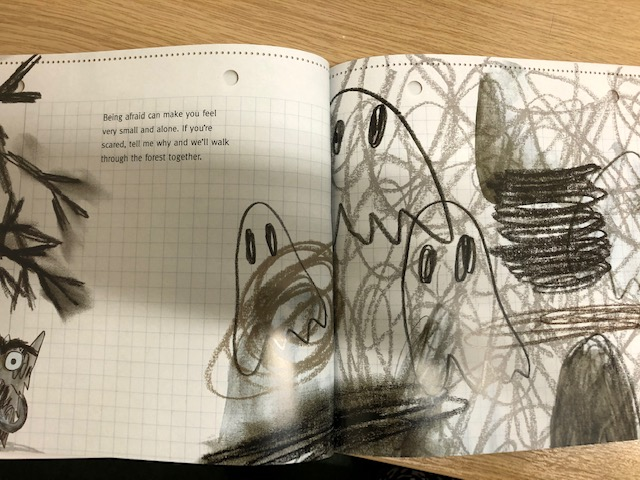 Being afraid can make you feel
very small and alone. If you're
scared, tell me why and we'll walk
through the forest together.